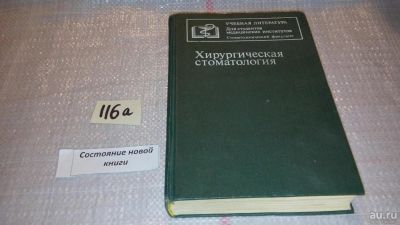 УЧЕБНАЯ ЛИТЕРАТУРА
Для студентов
медицинских институтов
Стоматологический факультет
Хирургическая
стоматология
116а
Состояние новой
книги
au.ru